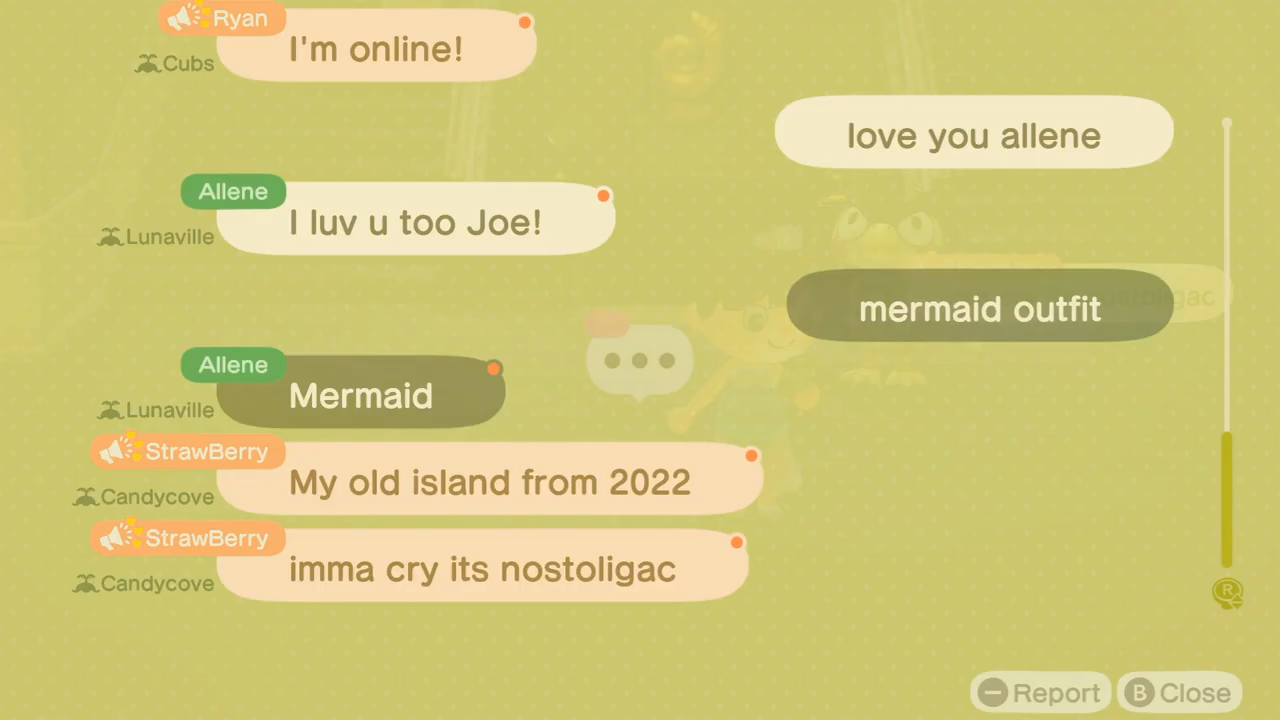 Ryan
I'm online!
Cubs
love you allene
Allene
I luv u too Joe!
Lunaville
mermaid outfit
Allene
Mermaid
Lunaville
StrawBerry
My old island from 2022
Candycove
StrawBerry
imma cry its nostoligac
Candycove
R
Report
B Close